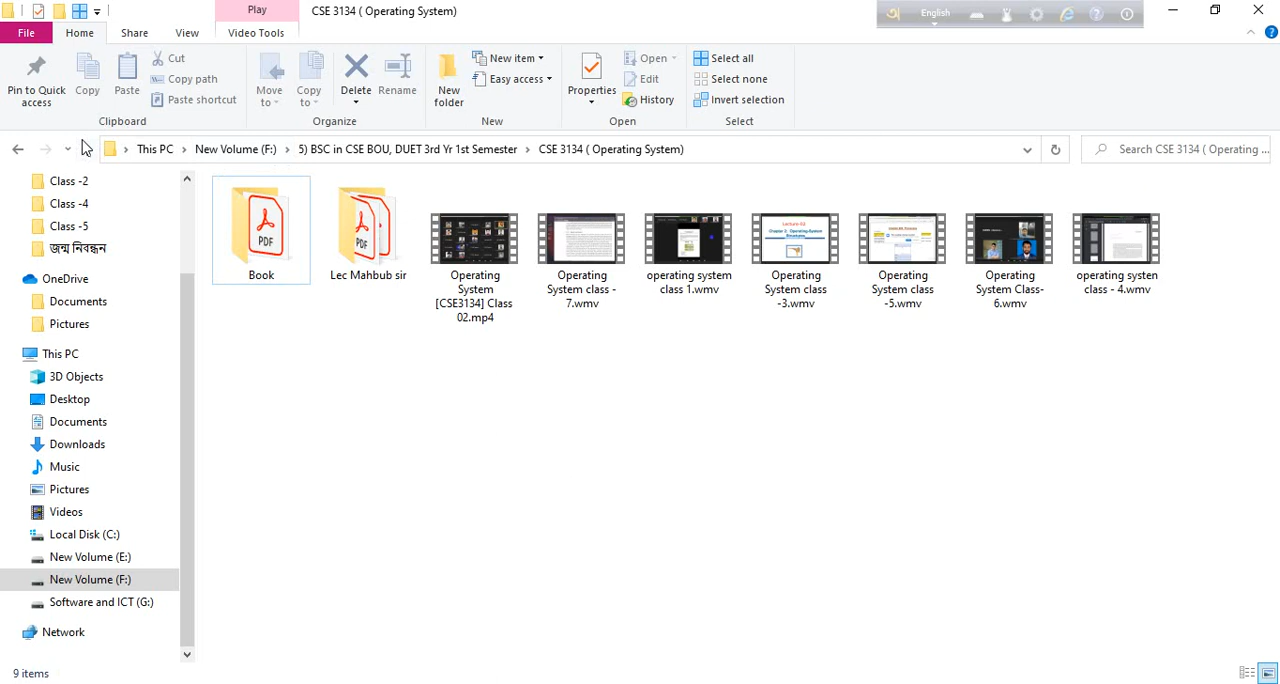 Play
CSE 3134 ( Operating System)
English
File
Home
Share
View
Video Tools
Pin to Quick access
Copy
Paste
Cut
Copy path
Paste shortcut
Clipboard
Move to
Copy to
Delete
Rename
Organize
New folder
New item
Easy access
New
Properties
Open
Edit
History
Open
Select all
Select none
Invert selection
Select
This PC
New Volume (F:)
5) BSC in CSE BOU, DUET 3rd Yr 1st Semester
CSE 3134 ( Operating System)
Search CSE 3134 ( Operating ...
Class -2
Class -4
Class -5
জন্ম নিবন্ধন
OneDrive
Documents
Pictures
This PC
3D Objects
Desktop
Documents
Downloads
Music
Pictures
Videos
Local Disk (C:)
New Volume (E:)
New Volume (F:)
Software and ICT (G:)
Network
PDF
Book
PDF
Lec Mahbub sir
Operating
System
[CSE3134] Class
02.mp4
Operating
System class -
7.wmv
operating system
class 1.wmv
Operating
System class
-3.wmv
Operating
System class
-5.wmv
Operating
System Class-
6.wmv
operating systen
class - 4.wmv
9 items